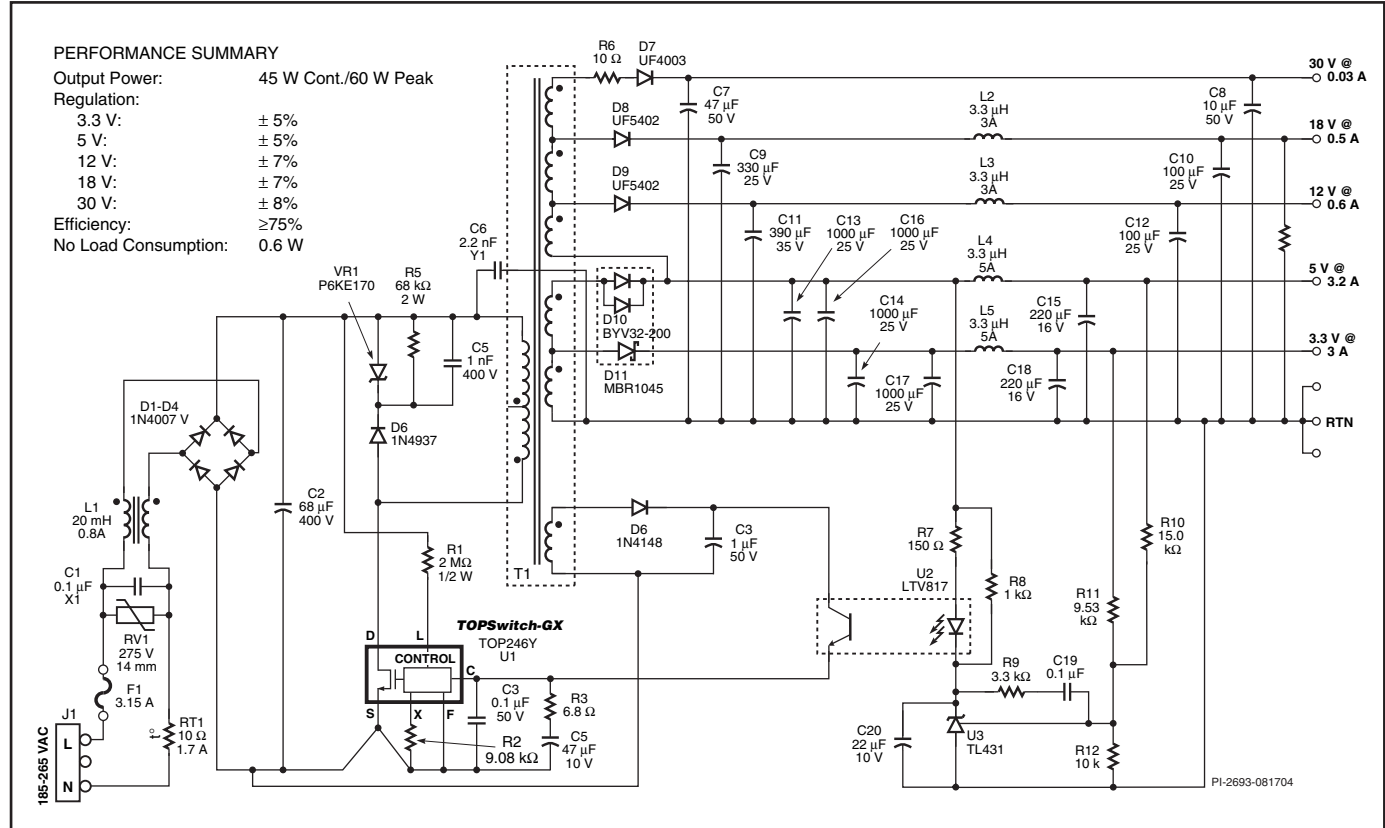 PERFORMANCE SUMMARY
Output Power: 45 W Cont./60 W Peak
Regulation:
3.3 V: ± 5%
5 V: ± 5%
12 V: ± 7%
18 V: ± 7%
30 V: ± 8%
Efficiency: ≥75%
No Load Consumption: 0.6 W
R6
10 Ω
D7
UF4003
30 V @
0.03 A
C7
47 µF
50 V
C8
10 µF
50 V
D8
UF5402
L2
3.3 µH
3A
18 V @
0.5 A
C9
330 µF
25 V
C10
100 µF
25 V
D9
UF5402
L3
3.3 µH
3A
12 V @
0.6 A
C11
390 µF
35 V
C13
1000 µF
25 V
C16
1000 µF
25 V
C12
100 µF
25 V
C6
2.2 nF
Y1
L4
3.3 µH
5A
5 V @
3.2 A
VR1
P6KE170
R5
68 kΩ
2 W
C5
1 nF
400 V
D10
BYV32-200
C14
1000 µF
25 V
L5
3.3 µH
5A
C15
220 µF
16 V
3.3 V @
3 A
D11
MBR1045
C17
1000 µF
25 V
C18
220 µF
16 V
RTN
D1-D4
1N4007 V
D6
1N4937
C2
68 µF
400 V
L1
20 mH
0.8A
R1
2 MΩ
1/2 W
T1
D6
1N4148
C3
1 µF
50 V
R7
150 Ω
R10
15.0
kΩ
U2
LTV817
R8
1 kΩ
R11
9.53
kΩ
C1
0.1 µF
X1
RV1
275 V
14 mm
F1
3.15 A
J1
L
N
185-265 VAC
RT1
10 Ω
1.7 A
t°
TOPSwitch-GX
TOP246Y
U1
D
L
CONTROL
C
S
X
F
R2
9.08 kΩ
C3
0.1 µF
50 V
R3
6.8 Ω
C5
47 µF
10 V
R9
3.3 kΩ
C19
0.1 µF
C20
22 µF
10 V
U3
TL431
R12
10 k
PI-2693-081704